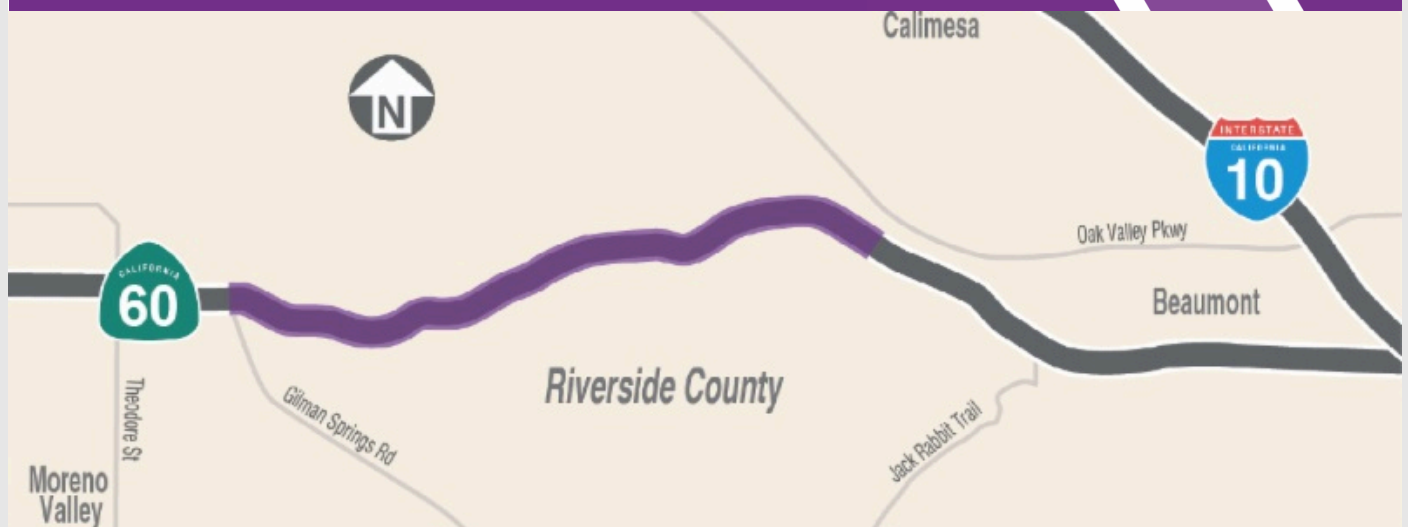 Calimesa
N
INTERSTATE
CALIFORNIA
10
Oak Valley Pkwy
CALIFORNIA
60
Beaumont
Riverside County
Theodore St
Gilman Springs Rd
Jack Rabbit Trail
Moreno
Valley